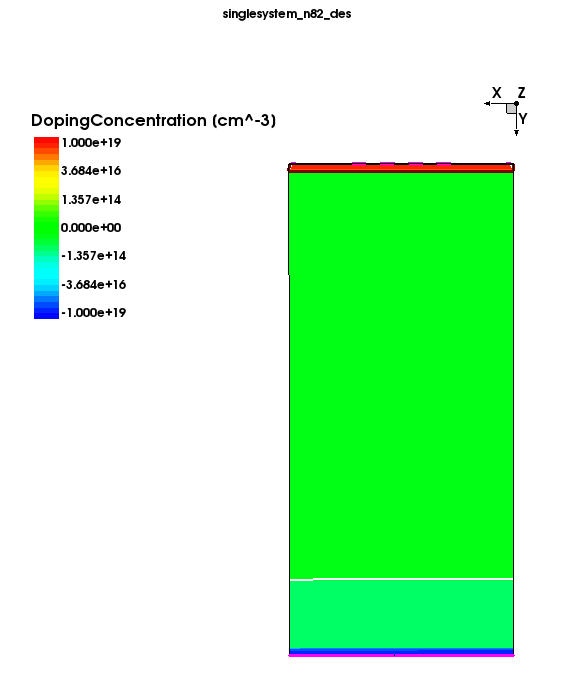 singlesystem_n82_des
X Z
Y
DopingConcentration (cm^-3)
1.000e+19
3.684e+16
1.357e+14
0.000e+00
-1.357e+14
-3.684e+16
-1.000e+19